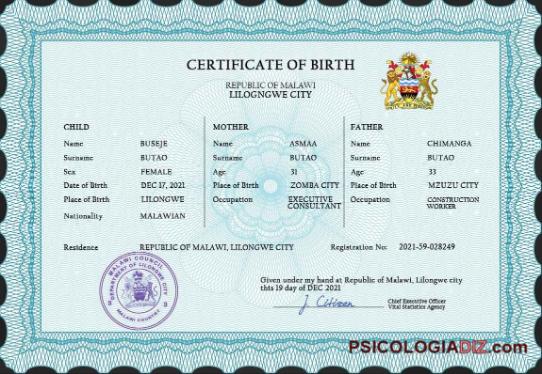 CERTIFICATE OF BIRTH
REPUBLIC OF MALAWI
LILOGNGWE CITY
CHILD
Name BUSEJE
Surname BUTAO
Sex FEMALE
Date of Birth DEC 17, 2021
Place of Birth LILONGWE
Nationality MALAWIAN
MOTHER
Name ASMAA
Surname BUTAO
Age 31
Place of Birth ZOMBA CITY
Occupation EXECUTIVE
CONSULTANT
FATHER
Name CHIMANGA
Surname BUTAO
Age 33
Place of Birth MZUZU CITY
Occupation CONSTRUCTION
WORKER
Residence REPUBLIC OF MALAWI, LILONGWE CITY Registration No: 2021-59-028249
MALAWI COUNCIL
DEPARTMENT OF LILONGWE CITY
MALAWI COUNTRY
Given under my hand at Republic of Malawi, Lilongwe city
this 19 day of DEC 2021
J. Citizen
Chief Executive Officer
Vital Statistics Agency
PSICOLOGIADIZ.com